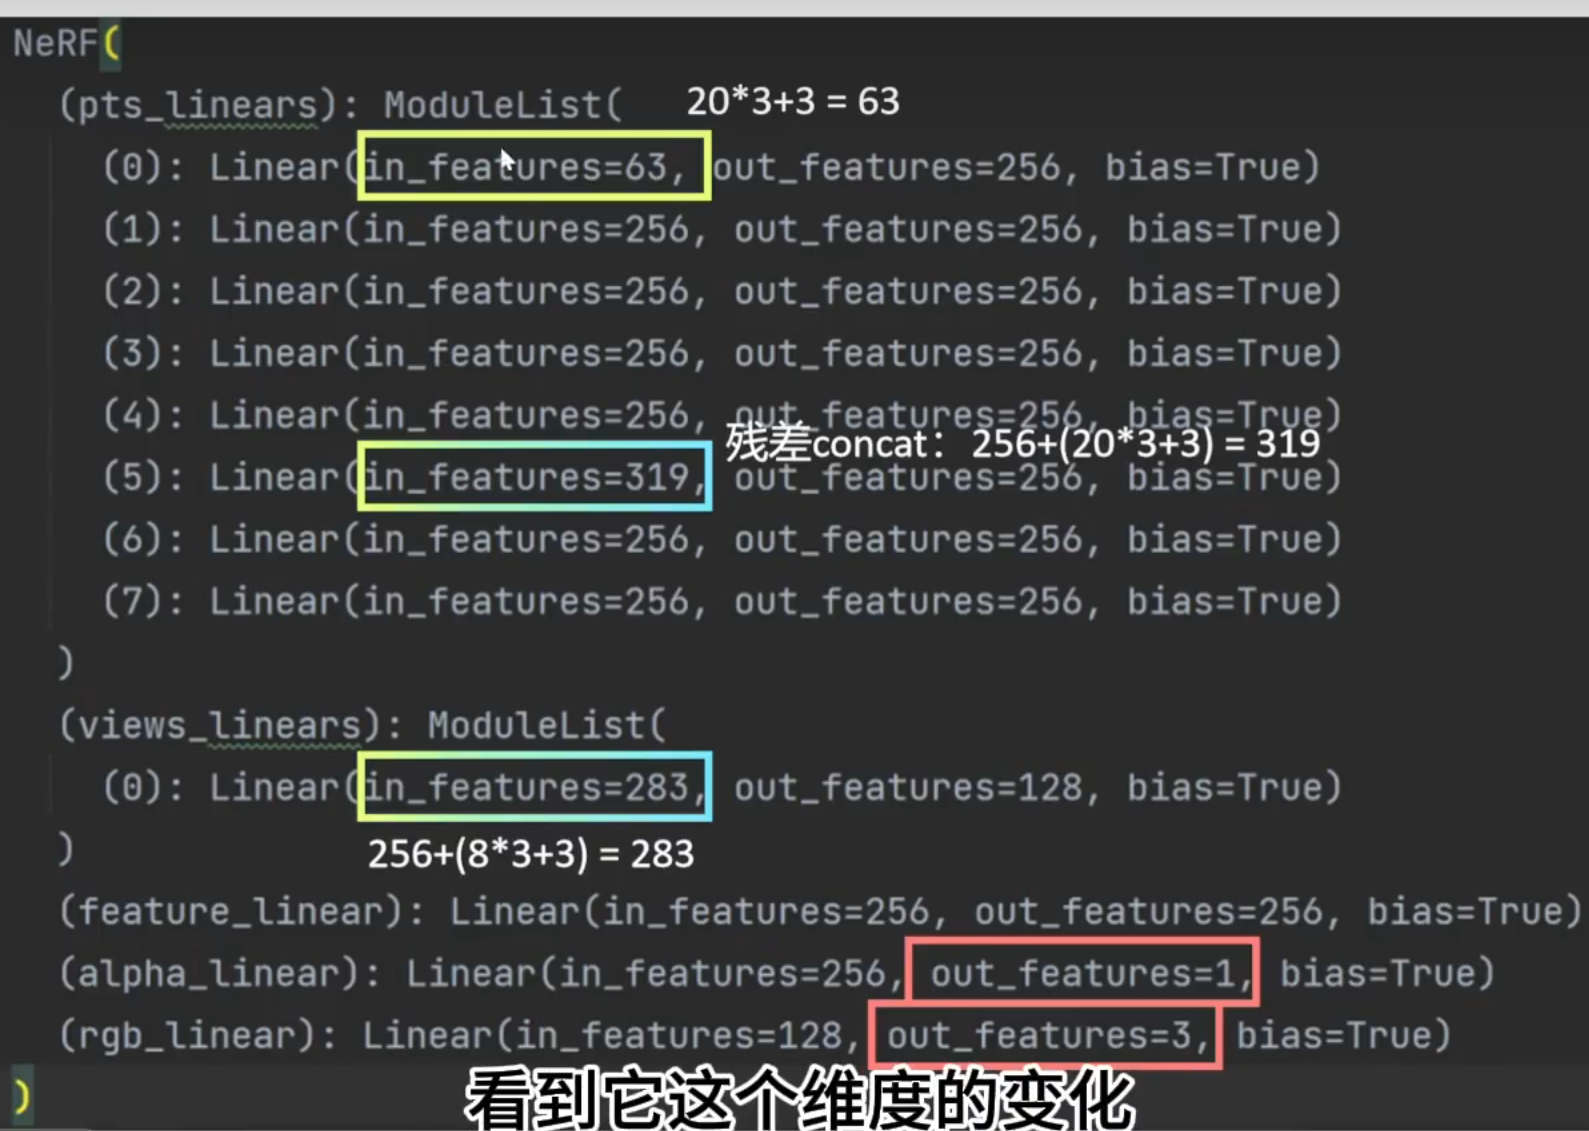 NeRF(
(pts_linears): ModuleList(
20*3+3 = 63
(0): Linear(in_features=63, out_features=256, bias=True)
(1): Linear(in_features=256, out_features=256, bias=True)
(2): Linear(in_features=256, out_features=256, bias=True)
(3): Linear(in_features=256, out_features=256, bias=True)
(4): Linear(in_features=256, out_features=256, bias=True)
残差concat：256+(20*3+3) = 319
(5): Linear(in_features=319, out_features=256, bias=True)
(6): Linear(in_features=256, out_features=256, bias=True)
(7): Linear(in_features=256, out_features=256, bias=True)
)
(views_linears): ModuleList(
(0): Linear(in_features=283, out_features=128, bias=True)
)
256+(8*3+3) = 283
(feature_linear): Linear(in_features=256, out_features=256, bias=True)
(alpha_linear): Linear(in_features=256, out_features=1, bias=True)
(rgb_linear): Linear(in_features=128, out_features=3, bias=True)
)
看到它这个维度的变化